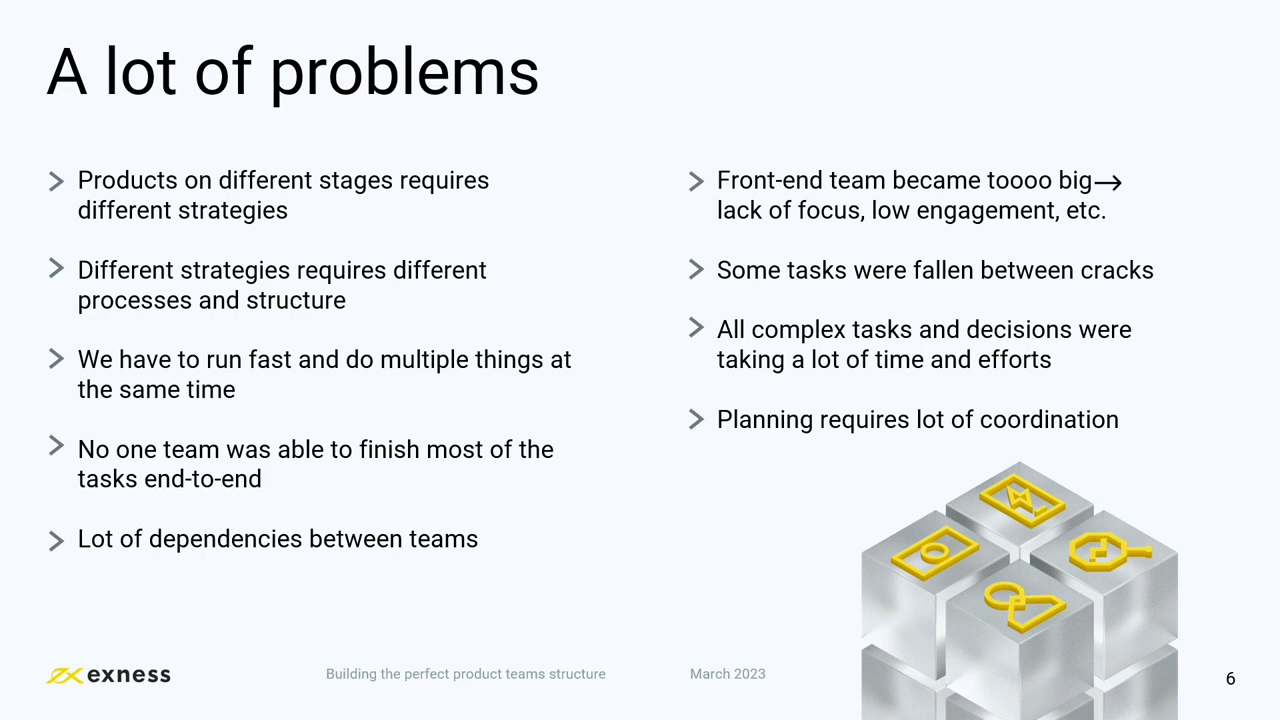 A lot of problems
Products on different stages requires
different strategies
Different strategies requires different
processes and structure
We have to run fast and do multiple things at
the same time
No one team was able to finish most of the
tasks end-to-end
Lot of dependencies between teams
Front-end team became toooo big→
lack of focus, low engagement, etc.
Some tasks were fallen between cracks
All complex tasks and decisions were
taking a lot of time and efforts
Planning requires lot of coordination
exness
Building the perfect product teams structure
March 2023
6